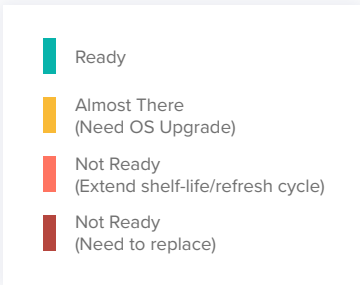 Ready
Almost There
(Need OS Upgrade)
Not Ready
(Extend shelf-life/refresh cycle)
Not Ready
(Need to replace)